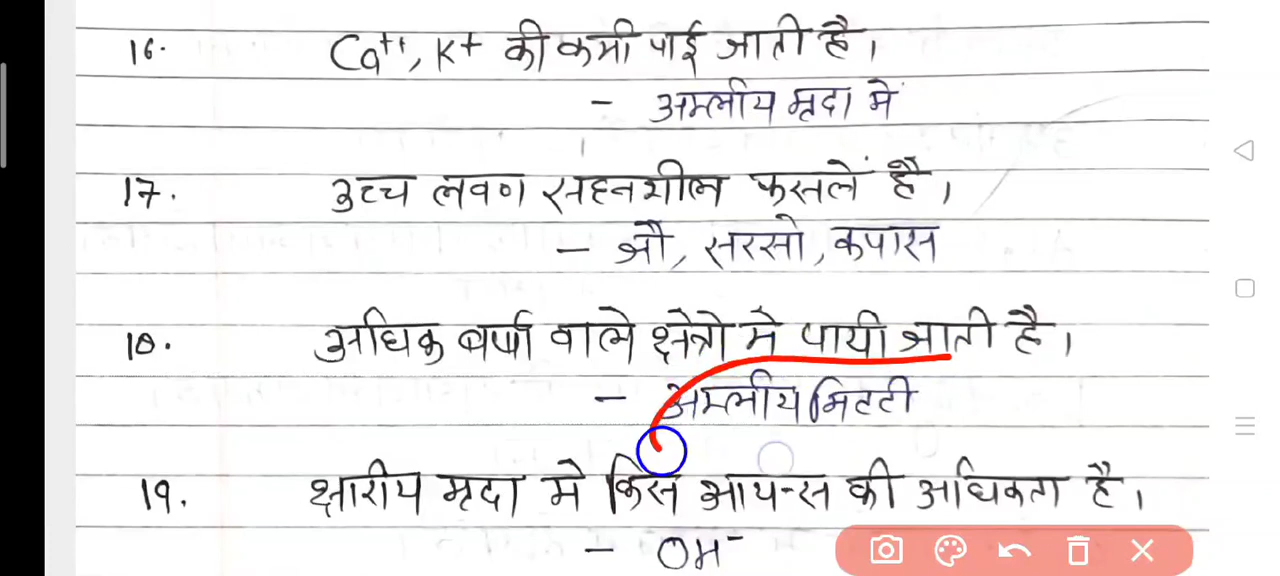 16. Ca++, K+ की कमी पाई जाती है।
- अम्लीय मृदा में
17. उच्च लवण सहनशील फसलें है।
- जौ, सरसो, कपास
18. अधिक वर्षा वाले क्षेत्रो मे पायी जाती है।
- अम्लीय मिटटी
19. क्षारीय मृदा मे किस आयन्स की अधिकता है।
- OH⁻